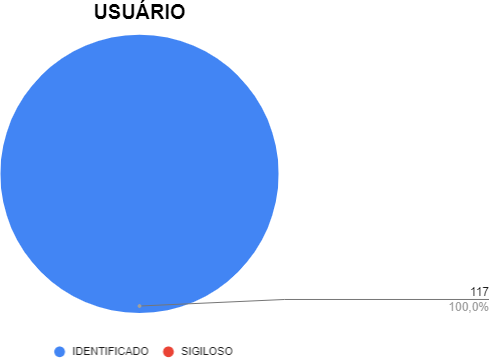 USUÁRIO
117
100,0%
IDENTIFICADO SIGILOSO